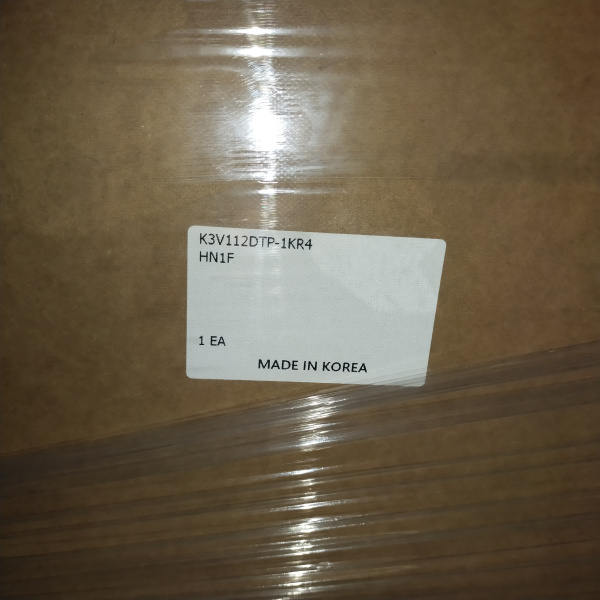 K3V112DTP-1KR4
HN1F
1 EA
MADE IN KOREA